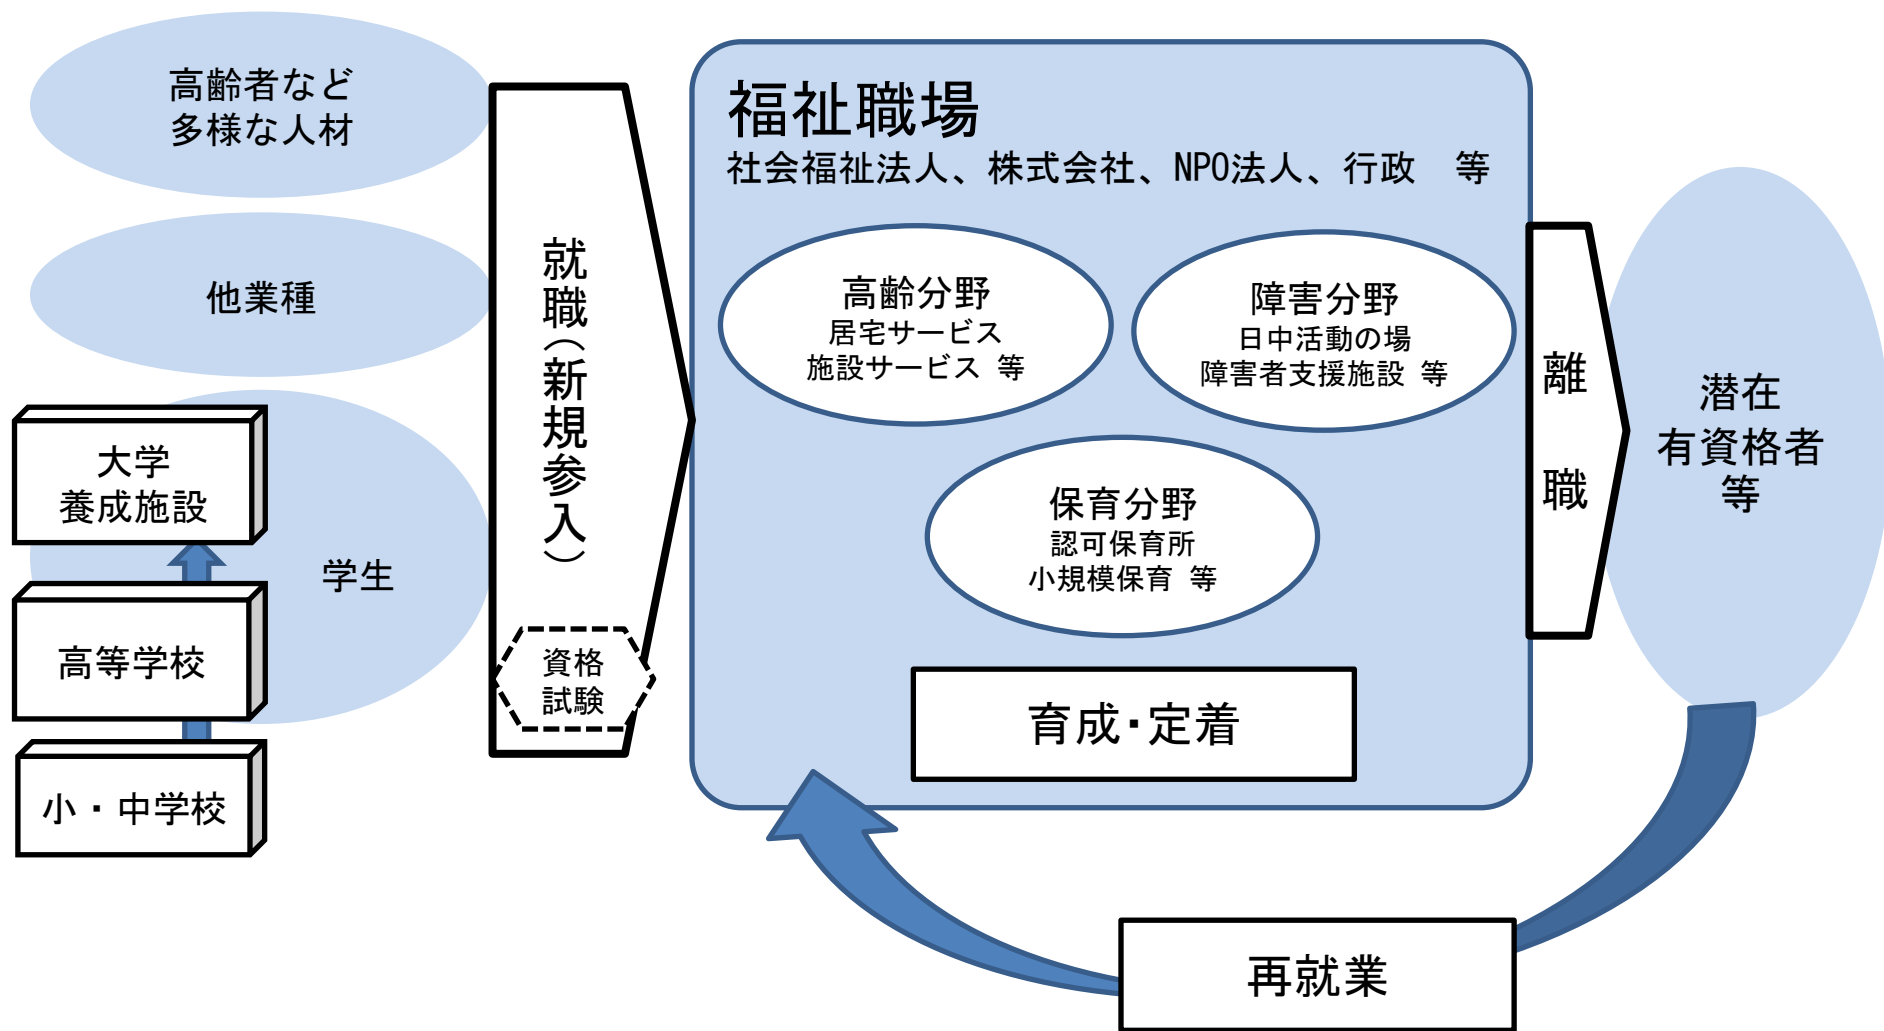 高齢者など
多様な人材
他業種
学生
大学
養成施設
高等学校
小・中学校
就職（新規参入）
資格
試験
福祉職場
社会福祉法人、株式会社、NPO法人、行政　等
高齢分野
居宅サービス
施設サービス 等
障害分野
日中活動の場
障害者支援施設 等
保育分野
認可保育所
小規模保育 等
育成・定着
離職
潜在
有資格者
等
再就業